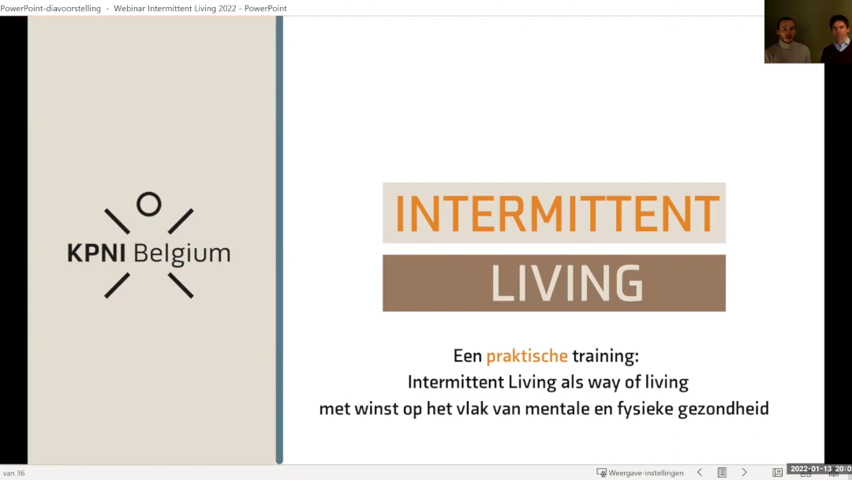 PowerPoint-diavoorstelling - Webinar Intermittent Living 2022 - PowerPoint
KPNI Belgium
INTERMITTENT
LIVING
Een praktische training:
Intermittent Living als way of living
met winst op het vlak van mentale en fysieke gezondheid
van 36
Weergave-instellingen
2022-01-13 20:0